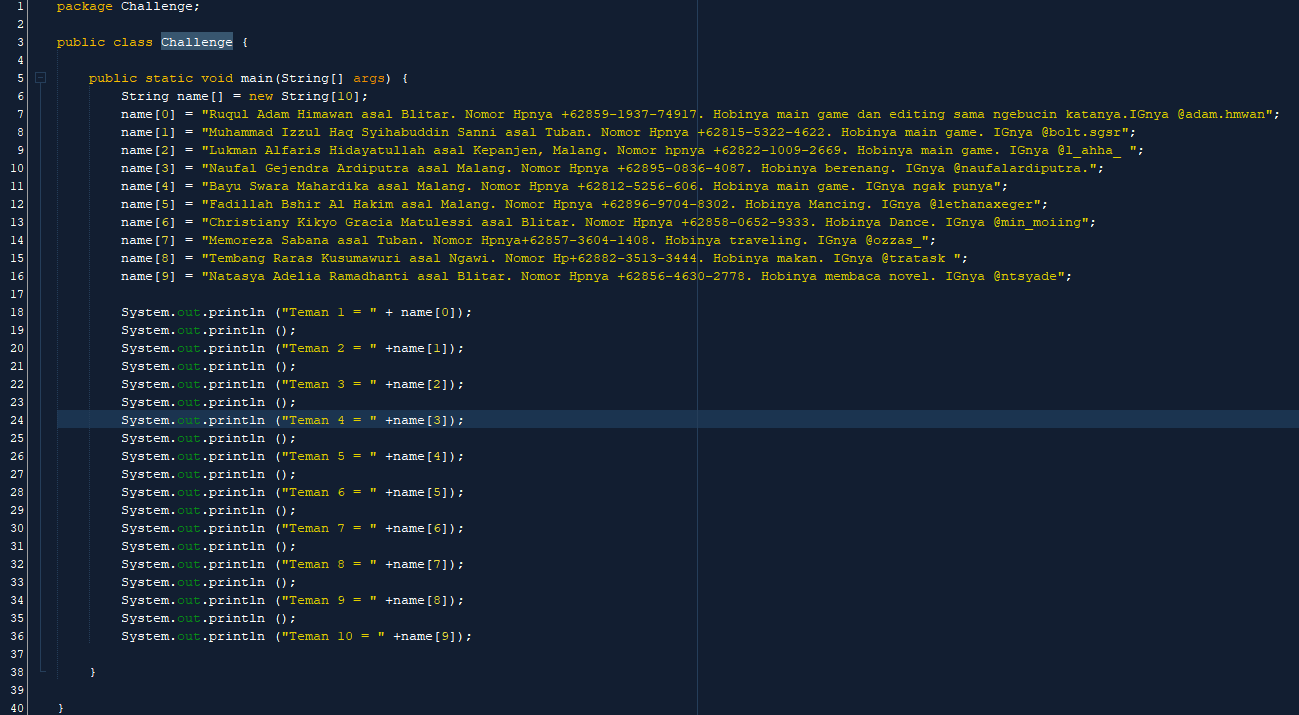 1 package Challenge;
2
3 public class Challenge {
4
5 public static void main(String[] args) {
6 String name[] = new String[10];
7 name[0] = "Ruqul Adam Himawan asal Blitar. Nomor Hpnya +62859-1937-74917. Hobinya main game dan editing sama ngebucin katanya.IGnya @adam.hmwan";
8 name[1] = "Muhammad Izzul Haq Syihabuddin Sanni asal Tuban. Nomor Hpnya +62815-5322-4622. Hobinya main game. IGnya @bolt.sgsr";
9 name[2] = "Lukman Alfaris Hidayatullah asal Kepanjen, Malang. Nomor hpnya +62822-1009-2669. Hobinya main game. IGnya @l_ahha_ ";
10 name[3] = "Naufal Gejendra Ardiputra asal Malang. Nomor Hpnya +62895-0836-4087. Hobinya berenang. IGnya @naufalardiputra.";
11 name[4] = "Bayu Swara Mahardika asal Malang. Nomor Hpnya +62812-5256-606. Hobinya main game. IGnya ngak punya";
12 name[5] = "Fadillah Bshir Al Hakim asal Malang. Nomor Hpnya +62896-9704-8302. Hobinya Mancing. IGnya @lethanaxeger";
13 name[6] = "Christiany Kikyo Gracia Matulessi asal Blitar. Nomor Hpnya +62858-0652-9333. Hobinya Dance. IGnya @min_moiing";
14 name[7] = "Memoreza Sabana asal Tuban. Nomor Hpnya+62857-3604-1408. Hobinya traveling. IGnya @ozzas_";
15 name[8] = "Tembang Raras Kusumawuri asal Ngawi. Nomor Hp+62882-3513-3444. Hobinya makan. IGnya @tratask ";
16 name[9] = "Natasya Adelia Ramadhanti asal Blitar. Nomor Hpnya +62856-4630-2778. Hobinya membaca novel. IGnya @ntsyade";
17
18 System.out.println ("Teman 1 = " + name[0]);
19 System.out.println ();
20 System.out.println ("Teman 2 = " +name[1]);
21 System.out.println ();
22 System.out.println ("Teman 3 = " +name[2]);
23 System.out.println ();
24 System.out.println ("Teman 4 = " +name[3]);
25 System.out.println ();
26 System.out.println ("Teman 5 = " +name[4]);
27 System.out.println ();
28 System.out.println ("Teman 6 = " +name[5]);
29 System.out.println ();
30 System.out.println ("Teman 7 = " +name[6]);
31 System.out.println ();
32 System.out.println ("Teman 8 = " +name[7]);
33 System.out.println ();
34 System.out.println ("Teman 9 = " +name[8]);
35 System.out.println ();
36 System.out.println ("Teman 10 = " +name[9]);
37
38 }
39
40 }